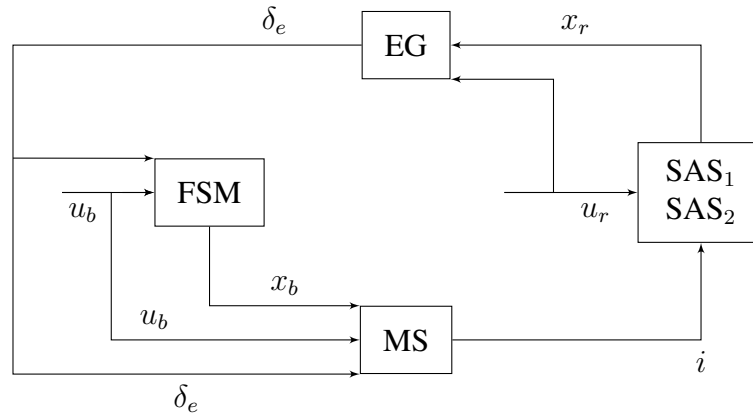 δ_e
EG
x_r
SAS_1
SAS_2
FSM
u_b
u_r
x_b
u_b
MS
i
δ_e